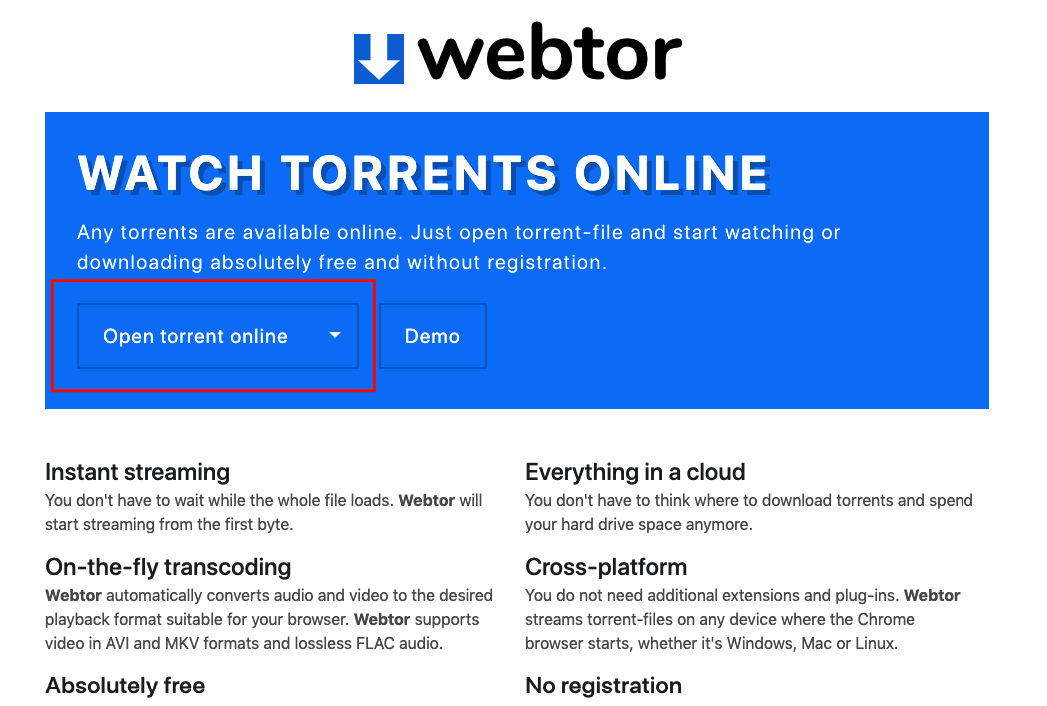 webtor
WATCH TORRENTS ONLINE
Any torrents are available online. Just open torrent-file and start watching or
downloading absolutely free and without registration.
Open torrent online
Demo
Instant streaming
You don't have to wait while the whole file loads. Webtor will
start streaming from the first byte.
Everything in a cloud
You don't have to think where to download torrents and spend
your hard drive space anymore.
On-the-fly transcoding
Webtor automatically converts audio and video to the desired
playback format suitable for your browser. Webtor supports
video in AVI and MKV formats and lossless FLAC audio.
Cross-platform
You do not need additional extensions and plug-ins. Webtor
streams torrent-files on any device where the Chrome
browser starts, whether it's Windows, Mac or Linux.
Absolutely free
No registration